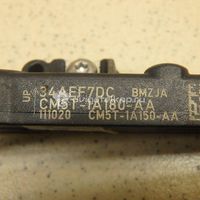 UP 34AEF7DC BMZJA
CM5T-1A180-AA
111020 CM5T-1A150-AA